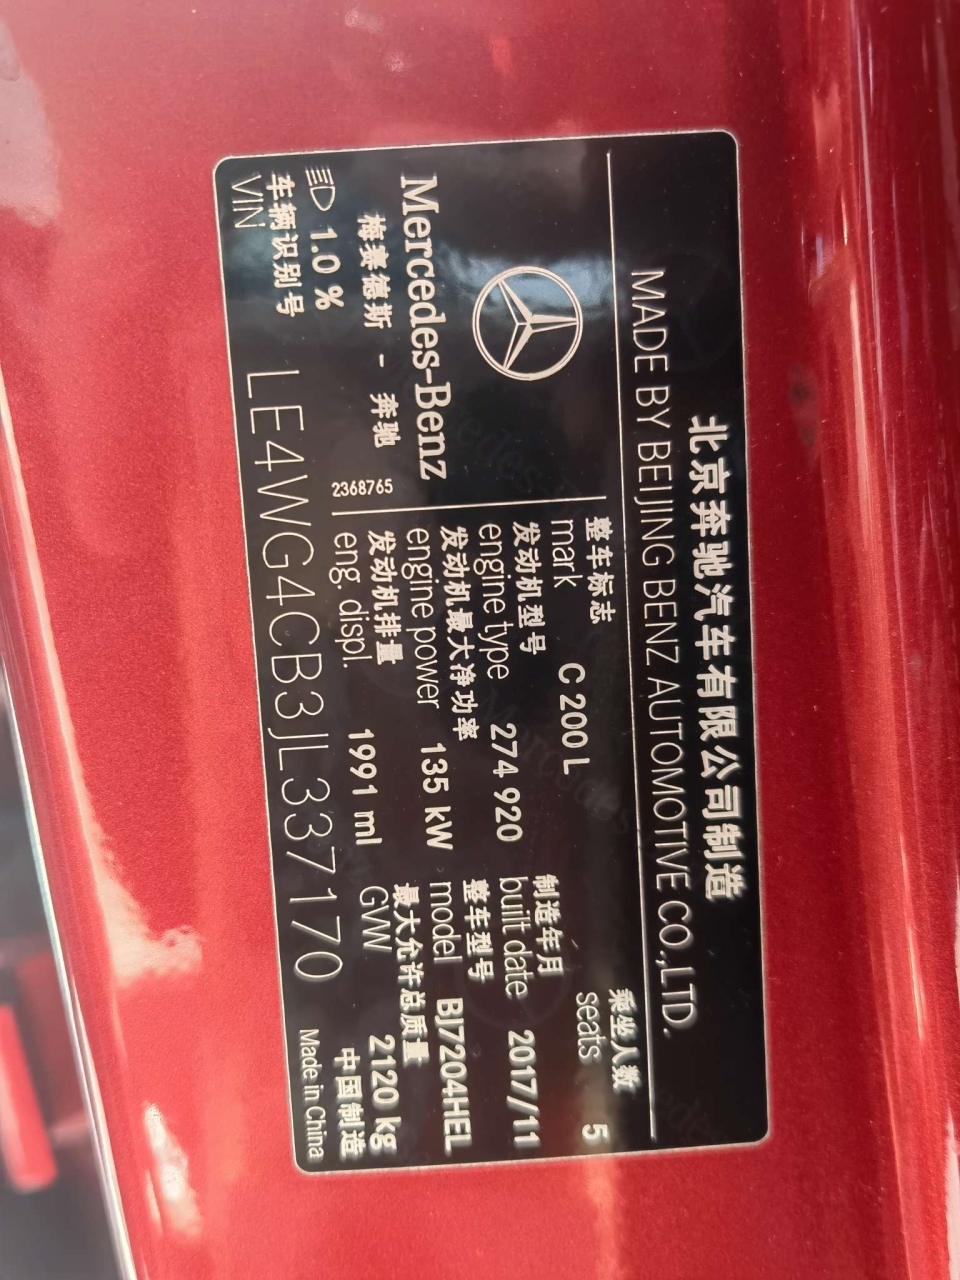 北京奔驰汽车有限公司制造
MADE BY BEIJING BENZ AUTOMOTIVE CO.,LTD.
Mercedes-Benz
梅赛德斯 - 奔驰
2368765
1.0 %
整车标志
mark C 200 L
乘坐人数
seats 5
发动机型号
engine type 274 920
制造年月
built date 2017/11
发动机最大净功率
engine power 135 kW
整车型号
model BJ7204HEL
发动机排量
eng. displ. 1991 ml
最大允许总质量
GVW 2120 kg
车辆识别号
VIN LE4WG4CB3JL337170
中国制造
Made in China